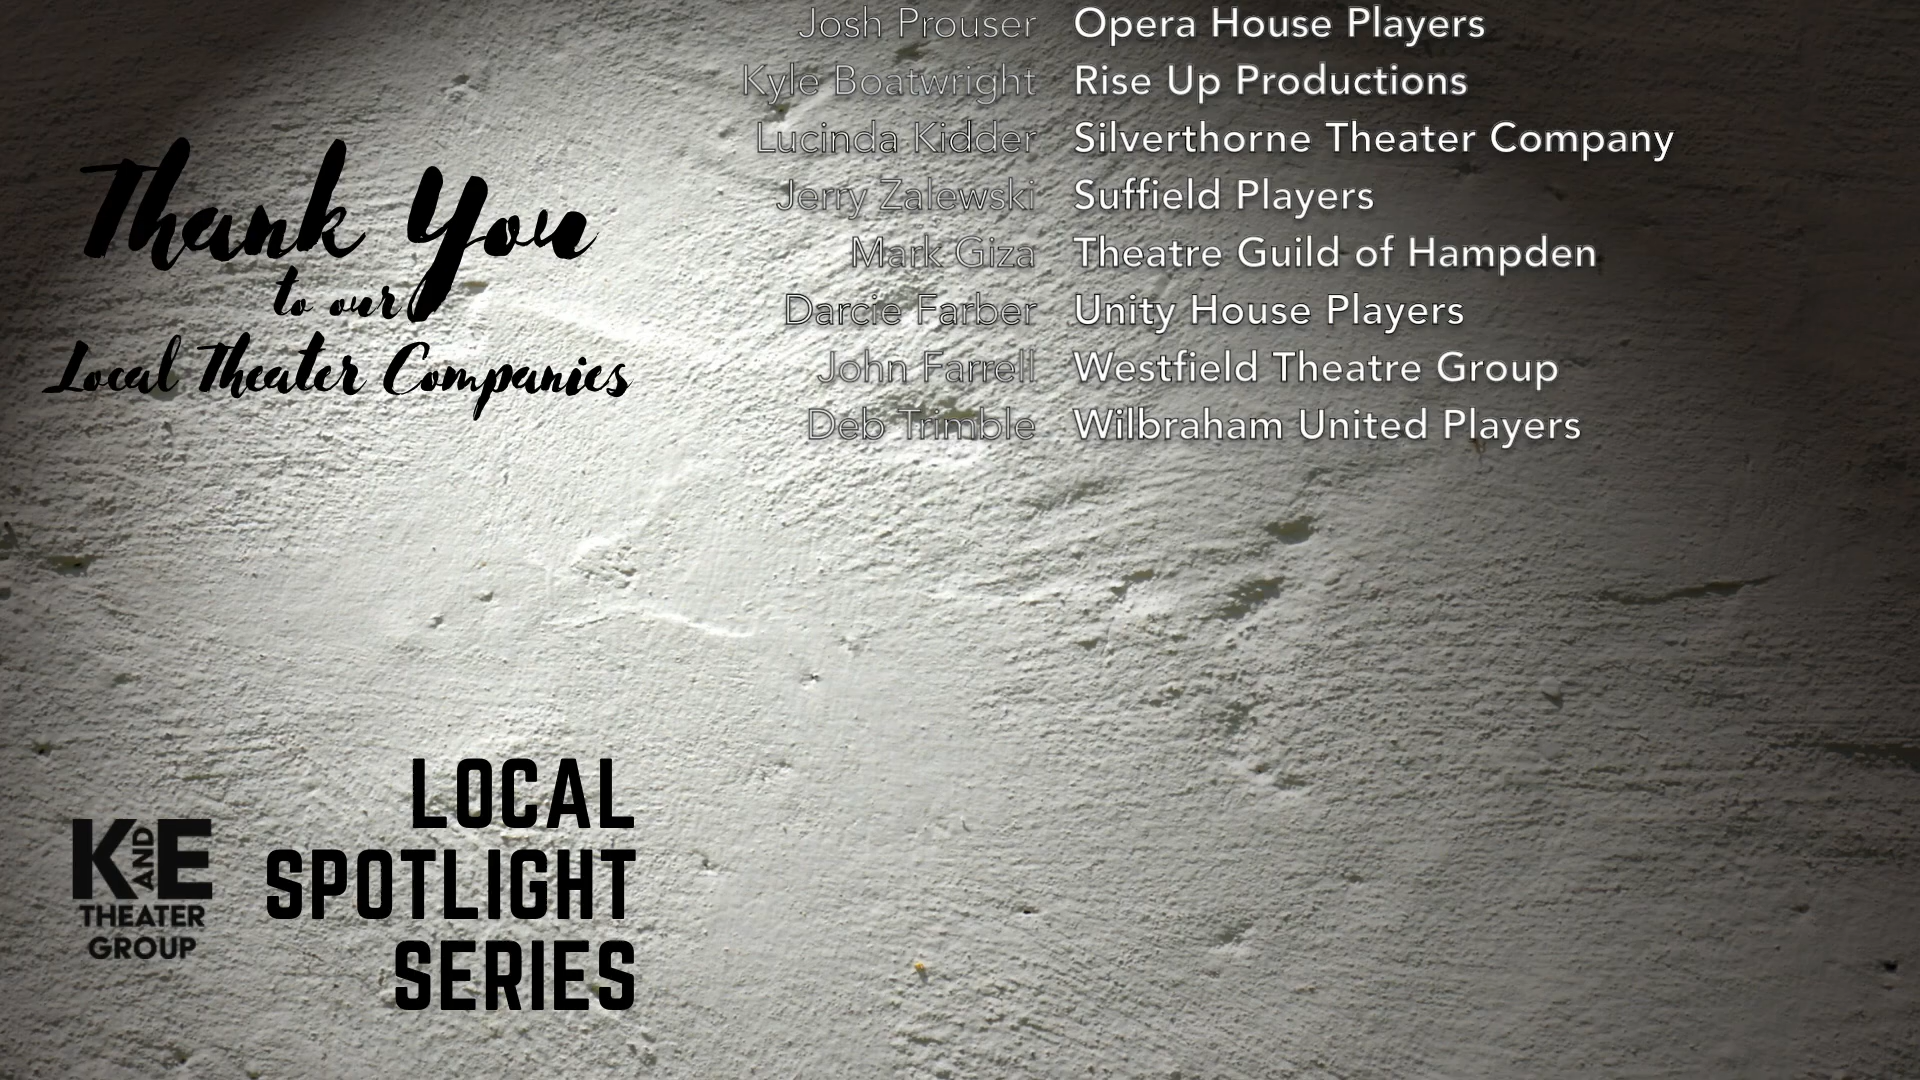 Josh Prouser Opera House Players
Kyle Boatwright Rise Up Productions
Lucinda Kidder Silverthorne Theater Company
Jerry Zalewski Suffield Players
Mark Giza Theatre Guild of Hampden
Darcie Farber Unity House Players
John Farrell Westfield Theatre Group
Deb Trimble Wilbraham United Players
Thank You
to our
Local Theater Companies
K AND E
THEATER
GROUP
LOCAL
SPOTLIGHT
SERIES